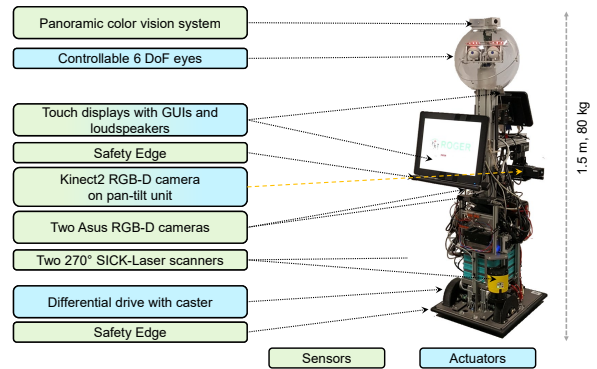 Panoramic color vision system
Controllable 6 DoF eyes
Touch displays with GUIs and
loudspeakers
Safety Edge
Kinect2 RGB-D camera
on pan-tilt unit
Two Asus RGB-D cameras
Two 270° SICK-Laser scanners
Differential drive with caster
Safety Edge
ROGER
1.5 m, 80 kg
Sensors
Actuators